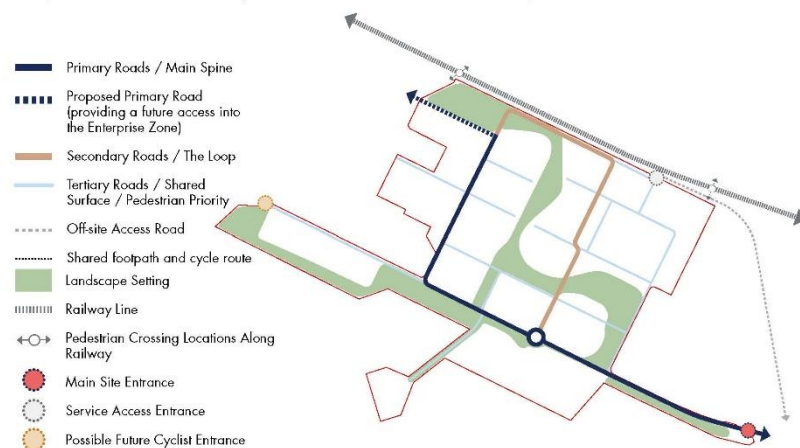 Primary Roads / Main Spine
Proposed Primary Road
(providing a future access into
the Enterprise Zone)
Secondary Roads / The Loop
Tertiary Roads / Shared
Surface / Pedestrian Priority
Off-site Access Road
Shared footpath and cycle route
Landscape Setting
Railway Line
Pedestrian Crossing Locations Along
Railway
Main Site Entrance
Service Access Entrance
Possible Future Cyclist Entrance